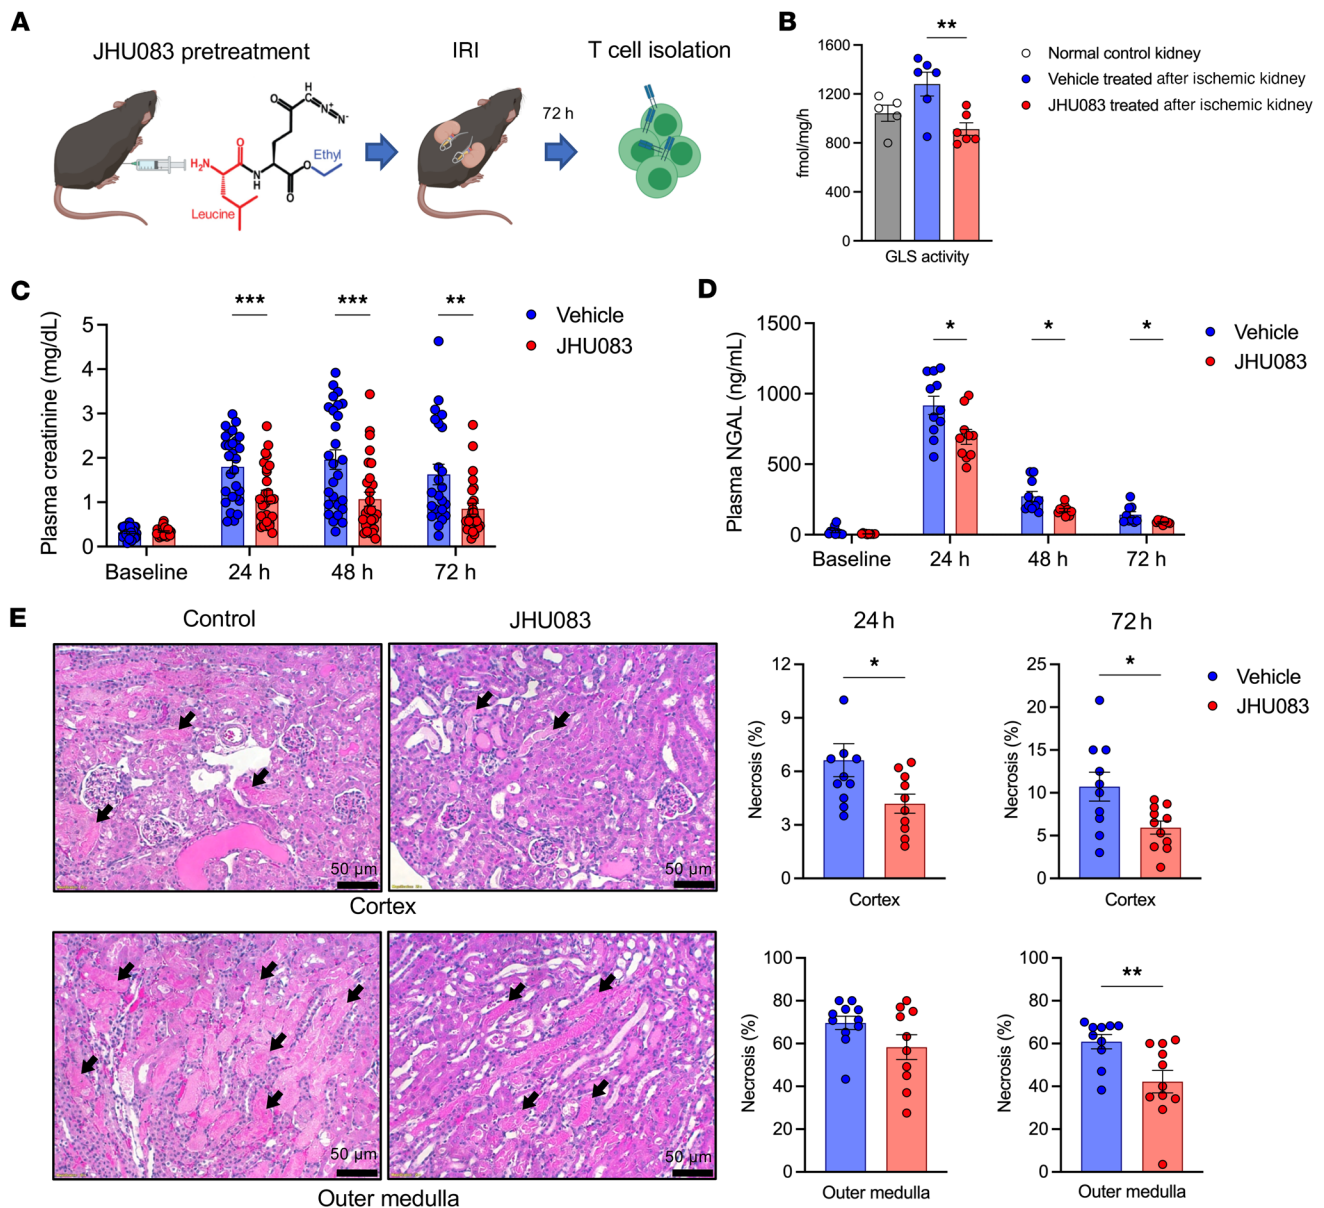 A
JHU083 pretreatment
IRI
T cell isolation
72 h
H
C
N+
N-
O
O
H₂N
N
H
O
O
Ethyl
Leucine
B
**
1600
1200
800
400
0
fmol/mg/h
GLS activity
Normal control kidney
Vehicle treated after ischemic kidney
JHU083 treated after ischemic kidney
C
***
***
**
Vehicle
JHU083
Plasma creatinine (mg/dL)
5
4
3
2
1
0
Baseline
24 h
48 h
72 h
D
*
*
*
Vehicle
JHU083
Plasma NGAL (ng/mL)
1500
1000
500
0
Baseline
24 h
48 h
72 h
E
Control
JHU083
50 µm
50 µm
Cortex
50 µm
50 µm
Outer medulla
24 h
72 h
*
12
9
6
3
0
Necrosis (%)
Cortex
*
25
20
15
10
5
0
Necrosis (%)
Cortex
Vehicle
JHU083
100
80
60
40
20
0
Necrosis (%)
Outer medulla
**
100
80
60
40
20
0
Necrosis (%)
Outer medulla